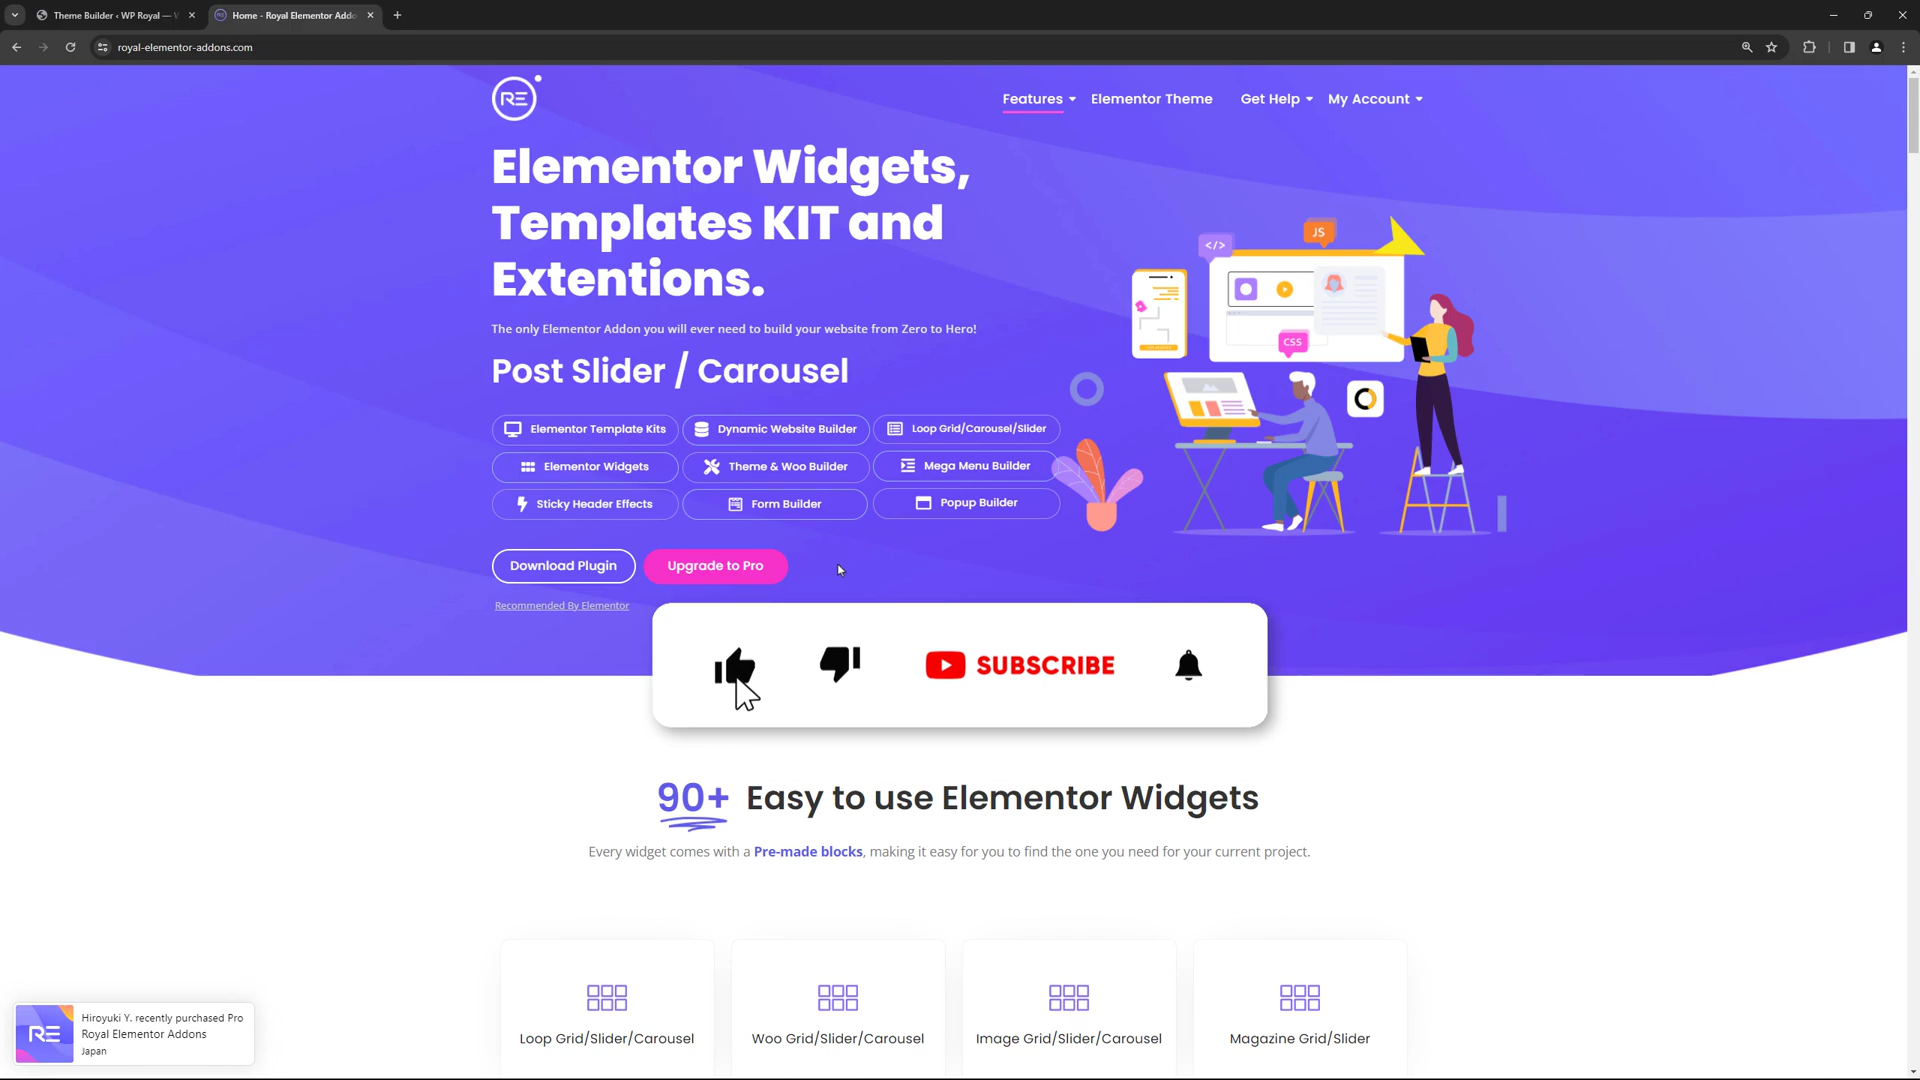 Theme Builder ‹ WP Royal —
Home - Royal Elementor Addo
royal-elementor-addons.com
RE
Features
Elementor Theme
Get Help
My Account
Elementor Widgets,
Templates KIT and
Extentions.
The only Elementor Addon you will ever need to build your website from Zero to Hero!
Post Slider / Carousel
Elementor Template Kits
Dynamic Website Builder
Loop Grid/Carousel/Slider
Elementor Widgets
Theme & Woo Builder
Mega Menu Builder
Sticky Header Effects
Form Builder
Popup Builder
</>
JS
CSS
Download Plugin
Upgrade to Pro
Recommended By Elementor
SUBSCRIBE
90+ Easy to use Elementor Widgets
Every widget comes with a Pre-made blocks, making it easy for you to find the one you need for your current project.
Loop Grid/Slider/Carousel
Woo Grid/Slider/Carousel
Image Grid/Slider/Carousel
Magazine Grid/Slider
RE
Hiroyuki Y. recently purchased Pro
Royal Elementor Addons
Japan